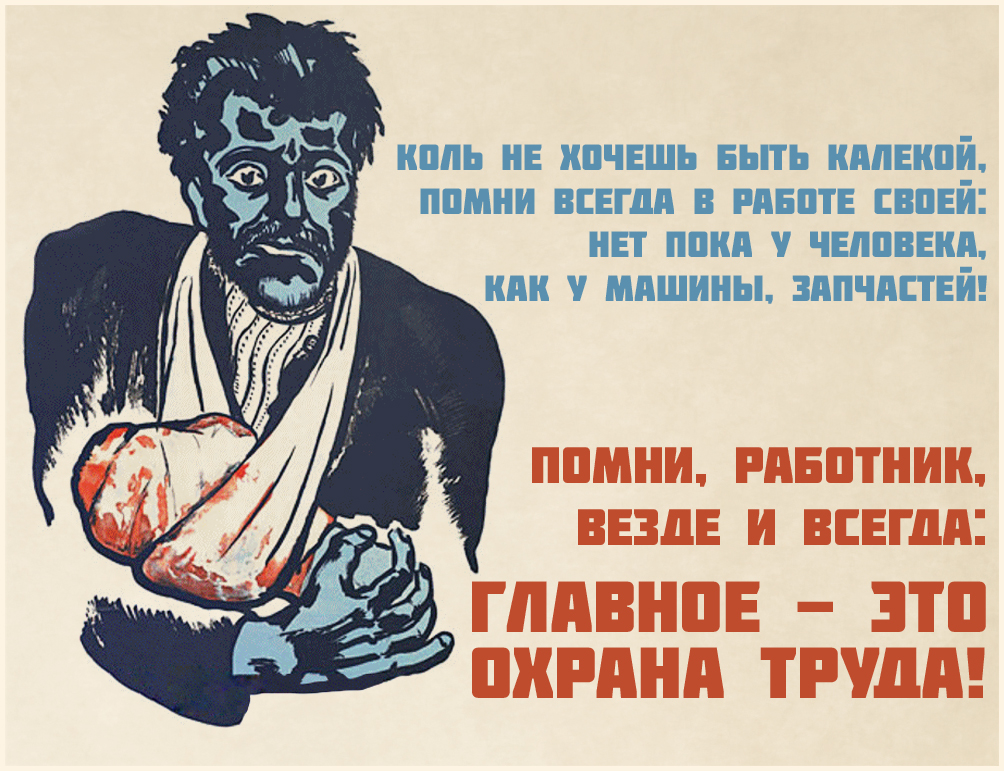 КОЛЬ НЕ ХОЧЕШЬ БЫТЬ КАЛЕКОЙ,
ПОМНИ ВСЕГДА В РАБОТЕ СВОЕЙ:
НЕТ ПОКА У ЧЕЛОВЕКА,
КАК У МАШИНЫ, ЗАПЧАСТЕЙ!
ПОМНИ, РАБОТНИК,
ВЕЗДЕ И ВСЕГДА:
ГЛАВНОЕ – ЭТО
ОХРАНА ТРУДА!